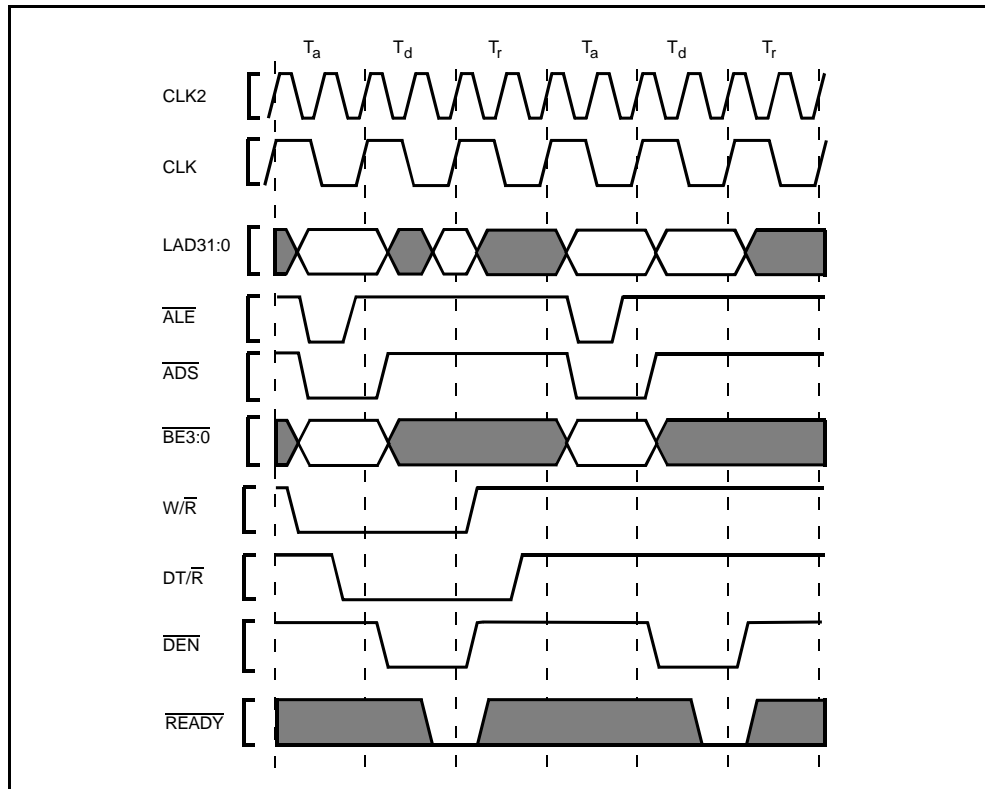 Ta Td Tr Ta Td Tr
CLK2
CLK
LAD31:0
ALE
ADS
BE3:0
W/R
DT/R
DEN
READY